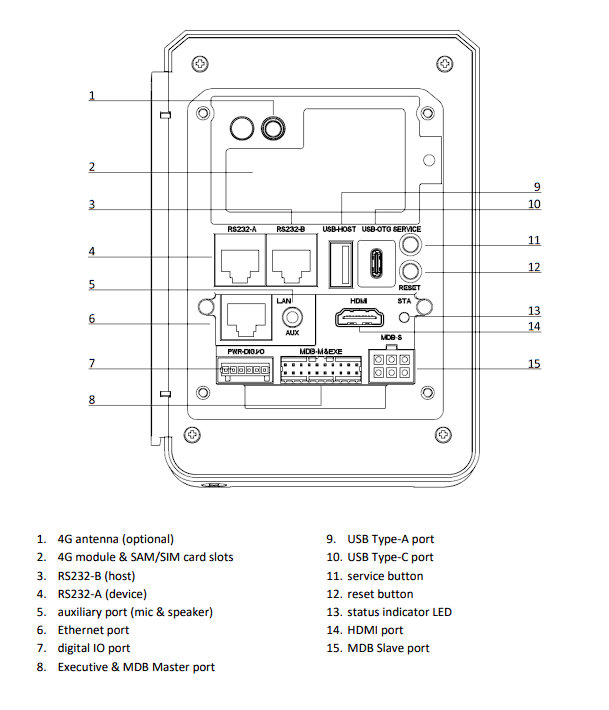 1
2
3
9
10
RS232-A RS232-B USB-HOST USB-OTG SERVICE
4
11
12
5
RESET
LAN HDMI STA
6
13
14
AUX
MDB-S
PWR-DIG.I/O MDB-M&EXE
7
15
8
1. 4G antenna (optional)
2. 4G module & SAM/SIM card slots
3. RS232-B (host)
4. RS232-A (device)
5. auxiliary port (mic & speaker)
6. Ethernet port
7. digital IO port
8. Executive & MDB Master port
9. USB Type-A port
10. USB Type-C port
11. service button
12. reset button
13. status indicator LED
14. HDMI port
15. MDB Slave port